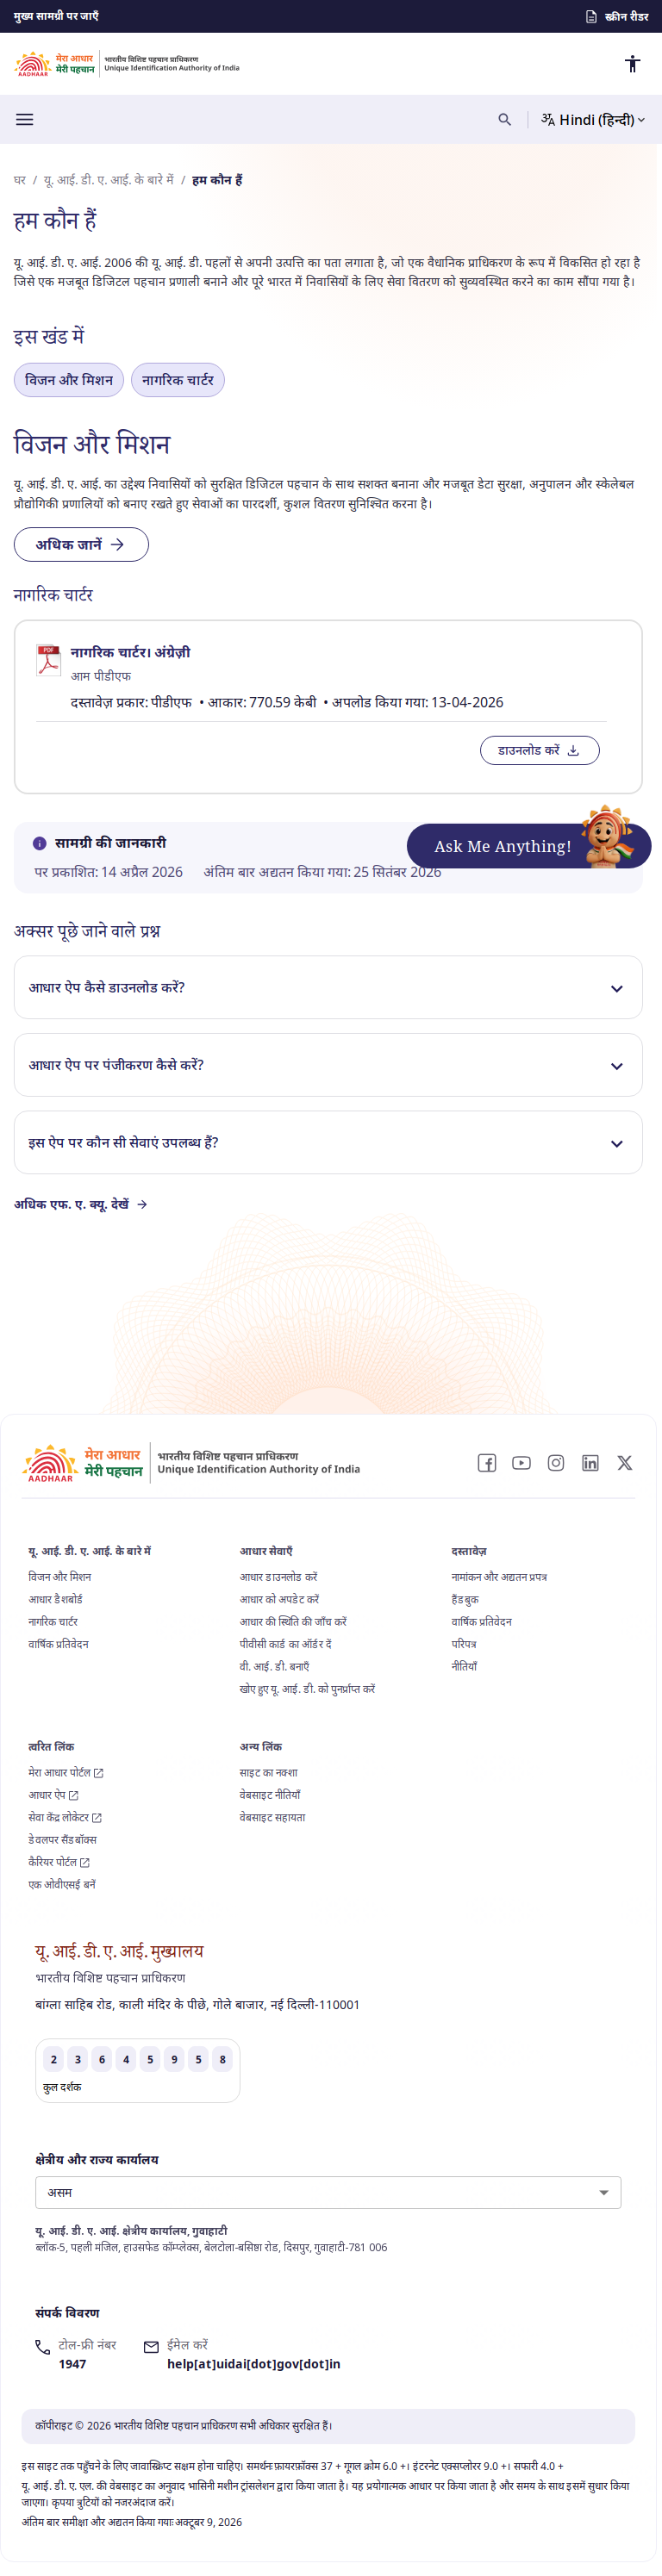 मुख्य सामग्री पर जाएँ
स्क्रीन रीडर
मेरा आधार
मेरी पहचान
AADHAAR
भारतीय विशिष्ट पहचान प्राधिकरण
Unique Identification Authority of India
Hindi (हिन्दी)
घर / यू. आई. डी. ए. आई. के बारे में / हम कौन हैं
हम कौन हैं
यू. आई. डी. ए. आई. 2006 की यू. आई. डी. पहलों से अपनी उत्पत्ति का पता लगाता है, जो एक वैधानिक प्राधिकरण के रूप में विकसित हो रहा है
जिसे एक मजबूत डिजिटल पहचान प्रणाली बनाने और पूरे भारत में निवासियों के लिए सेवा वितरण को सुव्यवस्थित करने का काम सौंपा गया है।
इस खंड में
विजन और मिशन
नागरिक चार्टर
विजन और मिशन
यू. आई. डी. ए. आई. का उद्देश्य निवासियों को सुरक्षित डिजिटल पहचान के साथ सशक्त बनाना और मजबूत डेटा सुरक्षा, अनुपालन और स्केलेबल
प्रौद्योगिकी प्रणालियों को बनाए रखते हुए सेवाओं का पारदर्शी, कुशल वितरण सुनिश्चित करना है।
अधिक जानें
नागरिक चार्टर
PDF
नागरिक चार्टर। अंग्रेज़ी
आम पीडीएफ
दस्तावेज़ प्रकार: पीडीएफ • आकार: 770.59 केबी • अपलोड किया गया: 13-04-2026
डाउनलोड करें
सामग्री की जानकारी
Ask Me Anything!
पर प्रकाशित: 14 अप्रैल 2026 अंतिम बार अद्यतन किया गया: 25 सितंबर 2026
अक्सर पूछे जाने वाले प्रश्न
आधार ऐप कैसे डाउनलोड करें?
आधार ऐप पर पंजीकरण कैसे करें?
इस ऐप पर कौन सी सेवाएं उपलब्ध हैं?
अधिक एफ. ए. क्यू. देखें
मेरा आधार
मेरी पहचान
AADHAAR
भारतीय विशिष्ट पहचान प्राधिकरण
Unique Identification Authority of India
यू. आई. डी. ए. आई. के बारे में
विजन और मिशन
आधार डैशबोर्ड
नागरिक चार्टर
वार्षिक प्रतिवेदन
आधार सेवाएँ
आधार डाउनलोड करें
आधार को अपडेट करें
आधार की स्थिति की जाँच करें
पीवीसी कार्ड का ऑर्डर दें
वी. आई. डी. बनाएँ
खोए हुए यू. आई. डी. को पुनर्प्राप्त करें
दस्तावेज़
नामांकन और अद्यतन प्रपत्र
हैंडबुक
वार्षिक प्रतिवेदन
परिपत्र
नीतियाँ
त्वरित लिंक
मेरा आधार पोर्टल
आधार ऐप
सेवा केंद्र लोकेटर
डेवलपर सैंडबॉक्स
कैरियर पोर्टल
एक ओवीएसई बनें
अन्य लिंक
साइट का नक्शा
वेबसाइट नीतियाँ
वेबसाइट सहायता
यू. आई. डी. ए. आई. मुख्यालय
भारतीय विशिष्ट पहचान प्राधिकरण
बांग्ला साहिब रोड, काली मंदिर के पीछे, गोले बाजार, नई दिल्ली-110001
2 3 6 4 5 9 5 8
कुल दर्शक
क्षेत्रीय और राज्य कार्यालय
असम
यू. आई. डी. ए. आई. क्षेत्रीय कार्यालय, गुवाहाटी
ब्लॉक-5, पहली मंजिल, हाउसफेड कॉम्प्लेक्स, बेलटोला-बसिष्ठा रोड, दिसपुर, गुवाहाटी-781 006
संपर्क विवरण
टोल-फ्री नंबर
1947
ईमेल करें
help[at]uidai[dot]gov[dot]in
कॉपीराइट © 2026 भारतीय विशिष्ट पहचान प्राधिकरण सभी अधिकार सुरक्षित हैं।
इस साइट तक पहुँचने के लिए जावास्क्रिप्ट सक्षम होना चाहिए। समर्थनः फ़ायरफ़ॉक्स 37 + गूगल क्रोम 6.0 +। इंटरनेट एक्सप्लोरर 9.0 +। सफारी 4.0 +
यू. आई. डी. ए. एल. की वेबसाइट का अनुवाद भासिनी मशीन ट्रांसलेशन द्वारा किया जाता है। यह प्रयोगात्मक आधार पर किया जाता है और समय के साथ इसमें सुधार किया
जाएगा। कृपया त्रुटियों को नजरअंदाज करें।
अंतिम बार समीक्षा और अद्यतन किया गयाः अक्टूबर 9, 2026